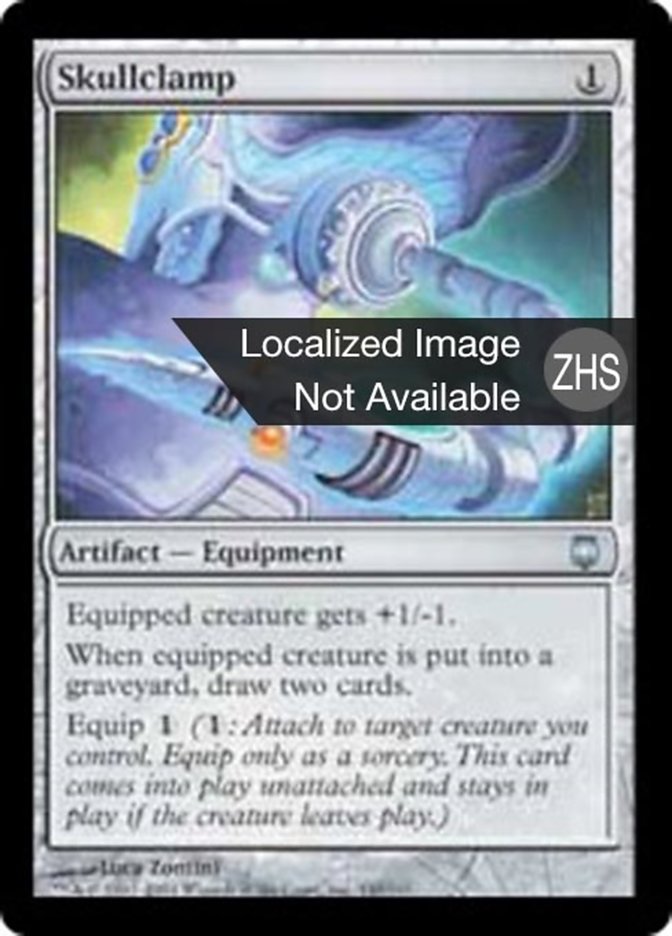 Skullclamp 1
Localized Image
Not Available
ZHS
Artifact — Equipment
Equipped creature gets +1/-1.
When equipped creature is put into a
graveyard, draw two cards.
Equip 1 (1: Attach to target creature you
control. Equip only as a sorcery. This card
comes into play unattached and stays in
play if the creature leaves play.)
Luca Zontini